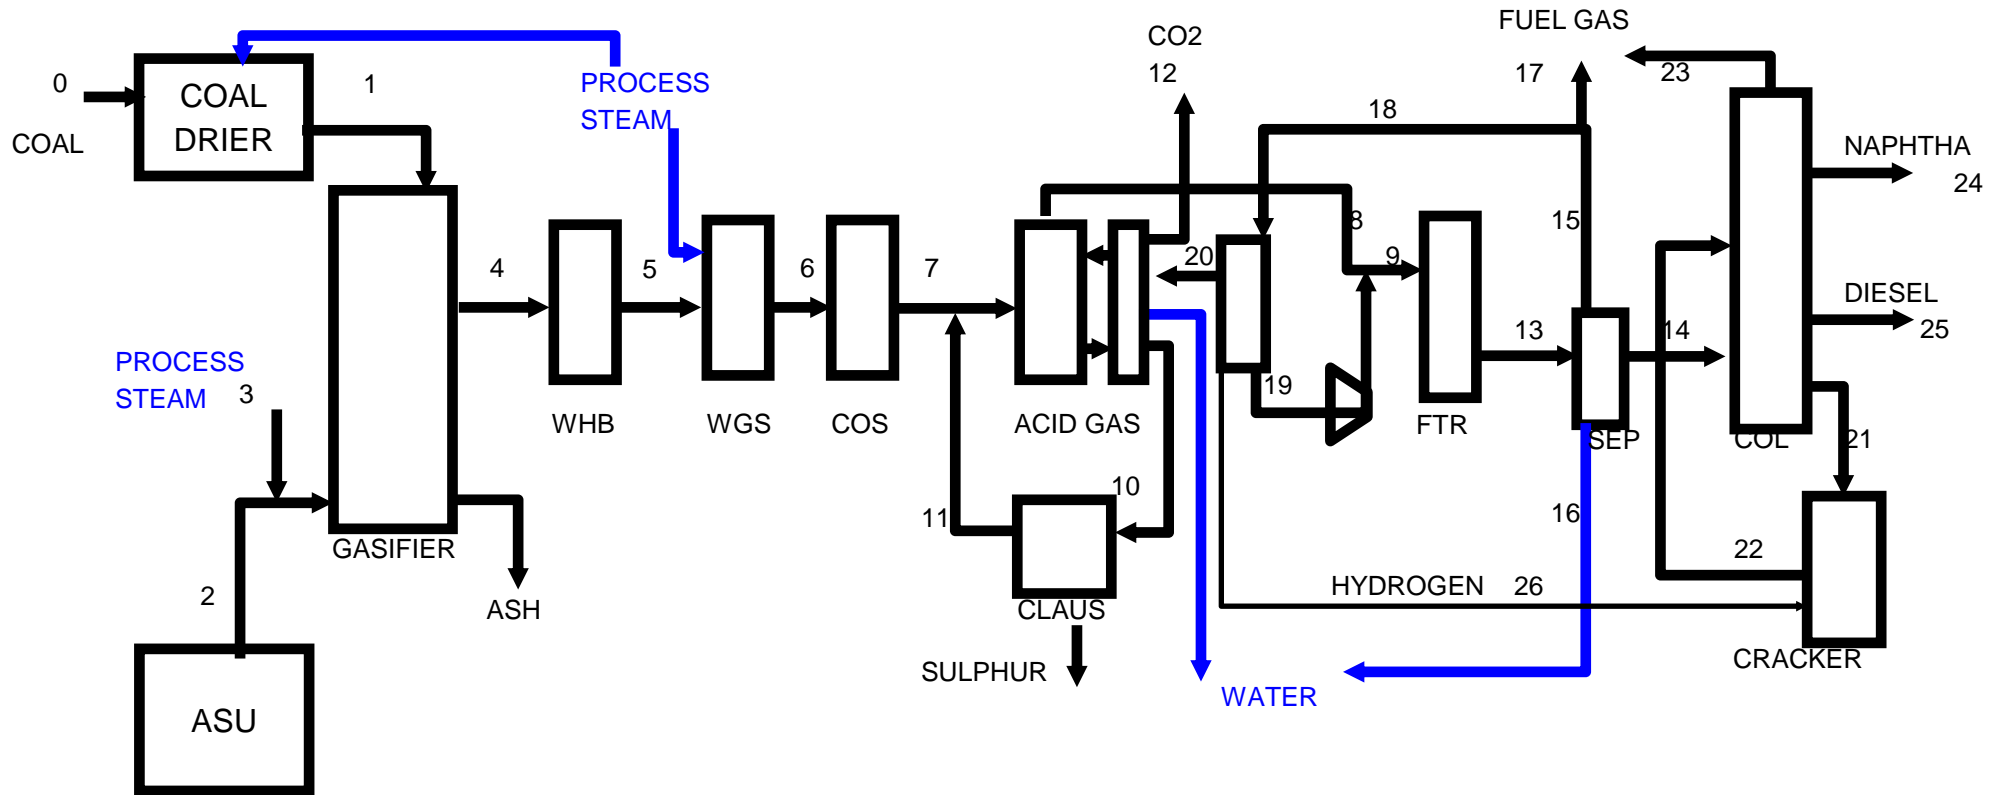 FUEL GAS
CO2
0
1
PROCESS
STEAM
12
17
23
COAL
DRIER
18
COAL
NAPHTHA
24
8
15
4
5
6
7
20
9
DIESEL
25
PROCESS
STEAM
3
13
14
19
WHB
WGS
COS
ACID GAS
FTR
SEP
COL
21
10
11
16
GASIFIER
22
2
ASH
CLAUS
HYDROGEN
26
CRACKER
SULPHUR
WATER
ASU